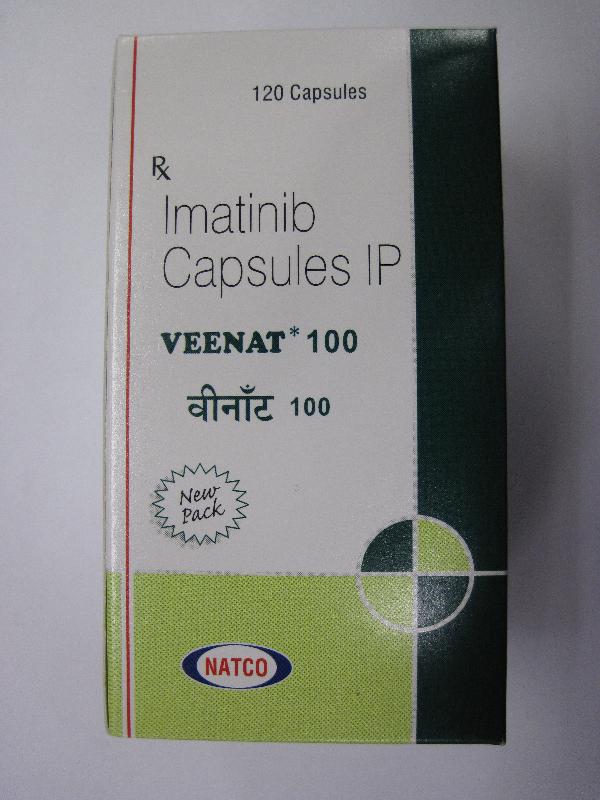 120 Capsules
Rx
Imatinib
Capsules IP
VEENAT* 100
वीनाँट 100
New
Pack
NATCO